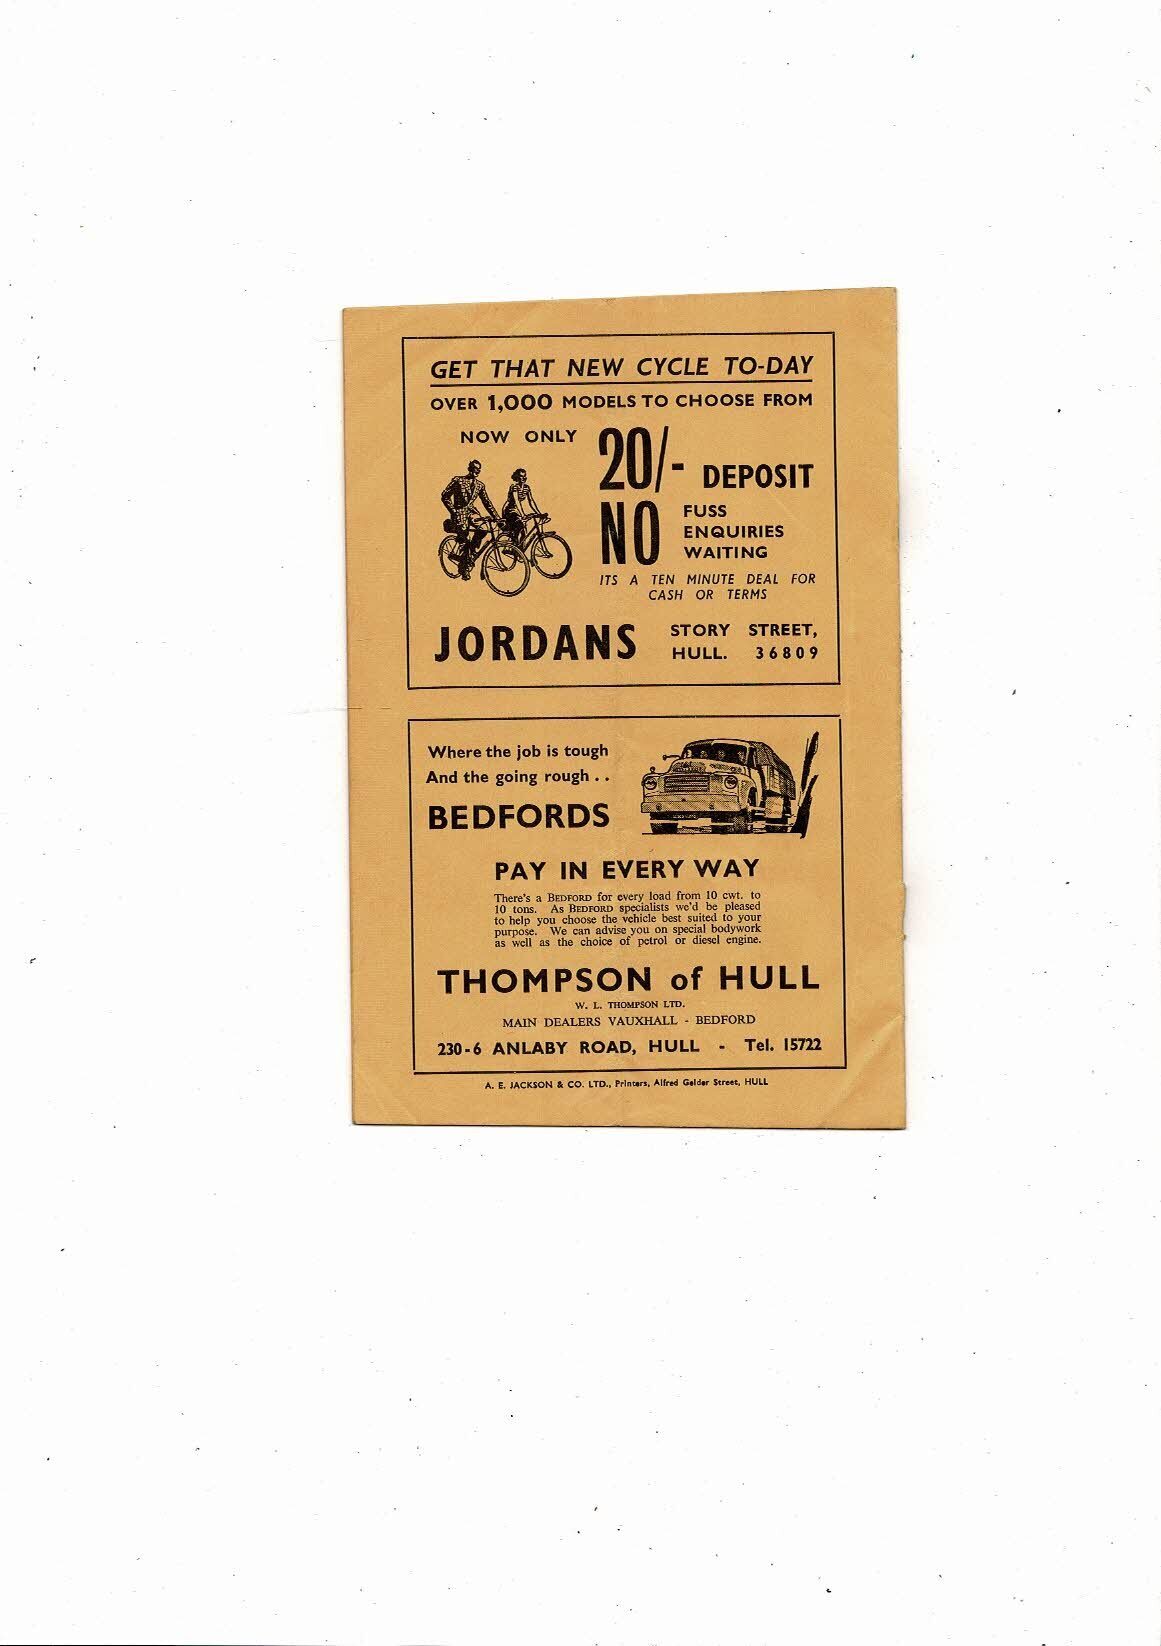 GET THAT NEW CYCLE TO-DAY
OVER 1,000 MODELS TO CHOOSE FROM
NOW ONLY 20/- DEPOSIT
NO FUSS
ENQUIRIES
WAITING
ITS A TEN MINUTE DEAL FOR
CASH OR TERMS
JORDANS STORY STREET,
HULL. 36809
Where the job is tough
And the going rough . .
BEDFORDS
PAY IN EVERY WAY
There's a BEDFORD for every load from 10 cwt. to
10 tons. As BEDFORD specialists we'd be pleased
to help you choose the vehicle best suited to your
purpose. We can advise you on special bodywork
as well as the choice of petrol or diesel engine.
THOMPSON of HULL
W. L. THOMPSON LTD.
MAIN DEALERS VAUXHALL - BEDFORD
230-6 ANLABY ROAD, HULL - Tel. 15722
A. E. JACKSON & CO. LTD., Printers, Alfred Gelder Street, HULL